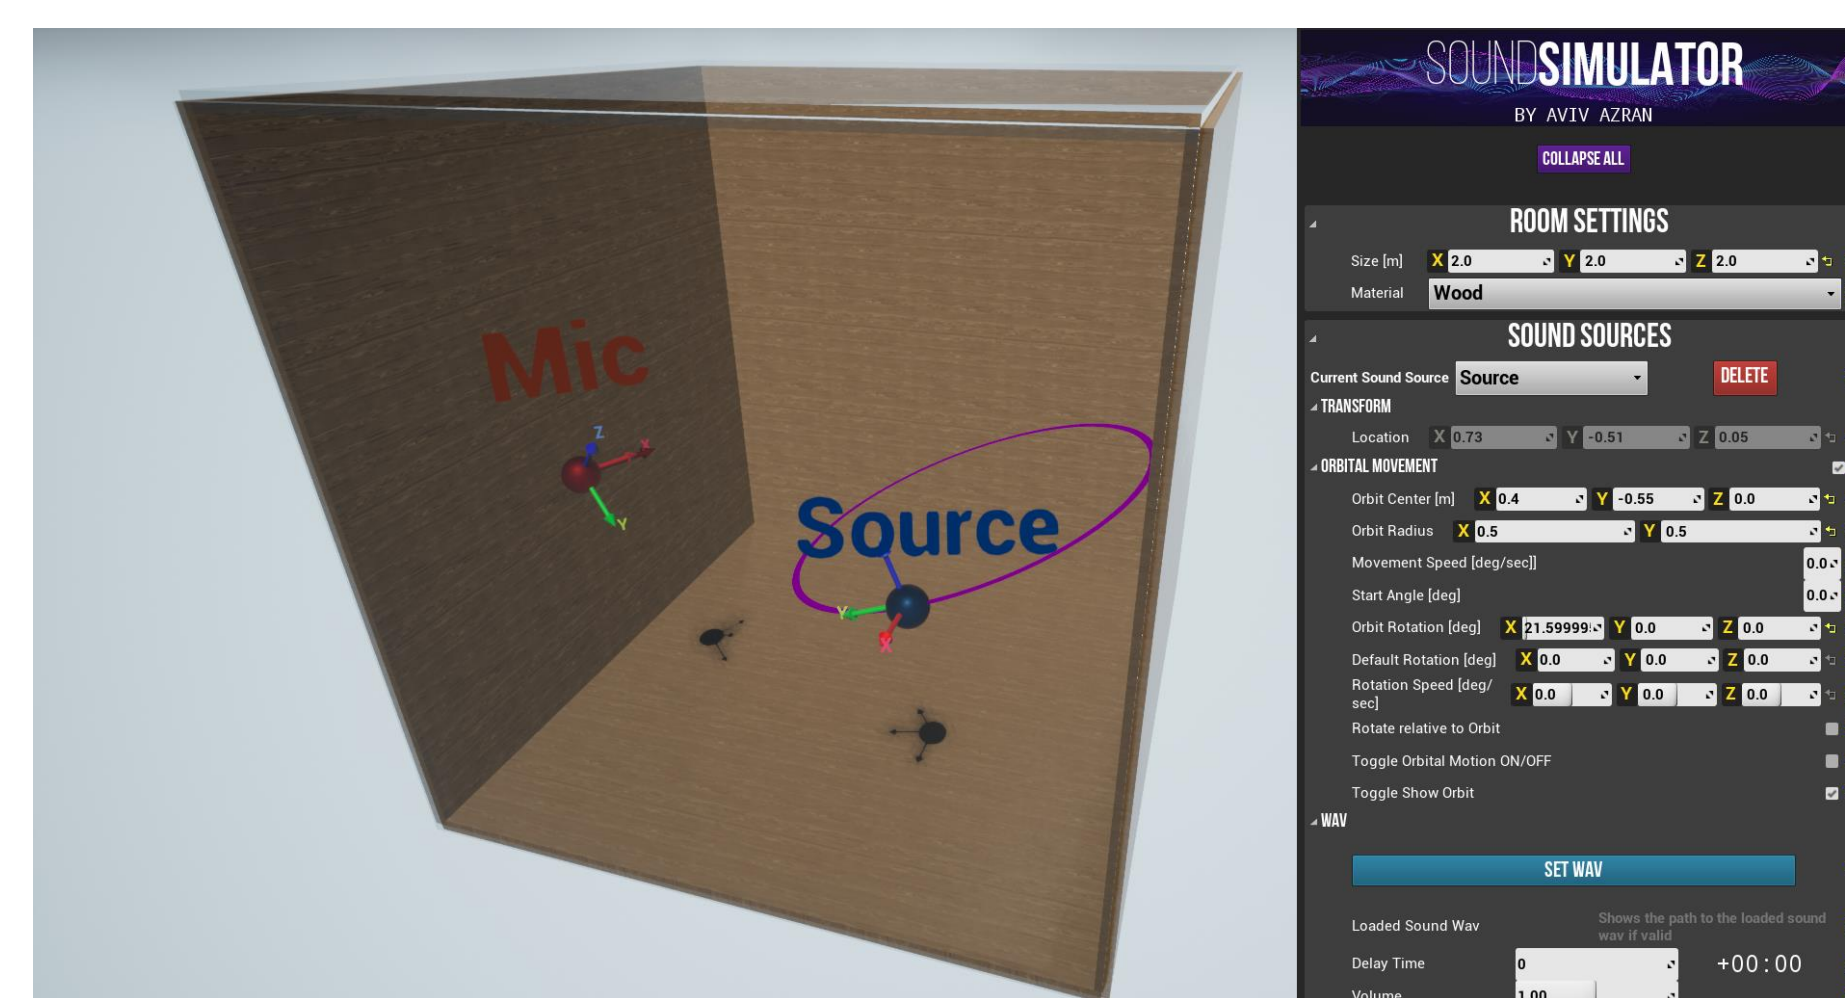 SOUNDSIMULATOR
BY AVIV AZRAN
COLLAPSE ALL
ROOM SETTINGS
Size [m] X 2.0 Y 2.0 Z 2.0
Material Wood
SOUND SOURCES
Current Sound Source Source DELETE
TRANSFORM
Location X 0.73 Y -0.51 Z 0.05
ORBITAL MOVEMENT
Orbit Center [m] X 0.4 Y -0.55 Z 0.0
Orbit Radius X 0.5 Y 0.5
Movement Speed [deg/sec]] 0.0
Start Angle [deg] 0.0
Orbit Rotation [deg] X 21.59999 Y 0.0 Z 0.0
Default Rotation [deg] X 0.0 Y 0.0 Z 0.0
Rotation Speed [deg/
sec] X 0.0 Y 0.0 Z 0.0
Rotate relative to Orbit
Toggle Orbital Motion ON/OFF
Toggle Show Orbit
WAV
SET WAV
Loaded Sound Wav Shows the path to the loaded sound
wav if valid
Delay Time 0 +00:00
Volume 1.00
Mic
Z
X
Y
Source
Y
X